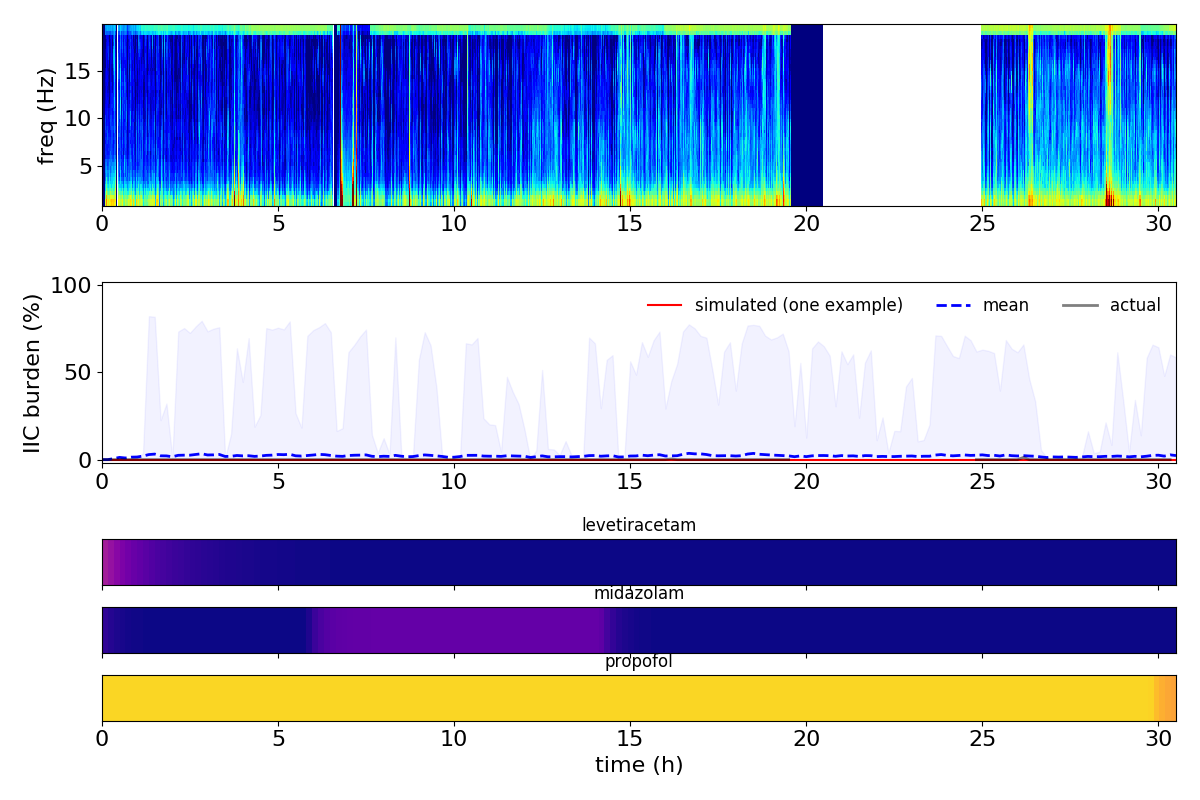 freq (Hz)
15
10
5
0 5 10 15 20 25 30
IIC burden (%)
100
50
0
simulated (one example) mean actual
0 5 10 15 20 25 30
levetiracetam
midazolam
propofol
0 5 10 15 20 25 30
time (h)